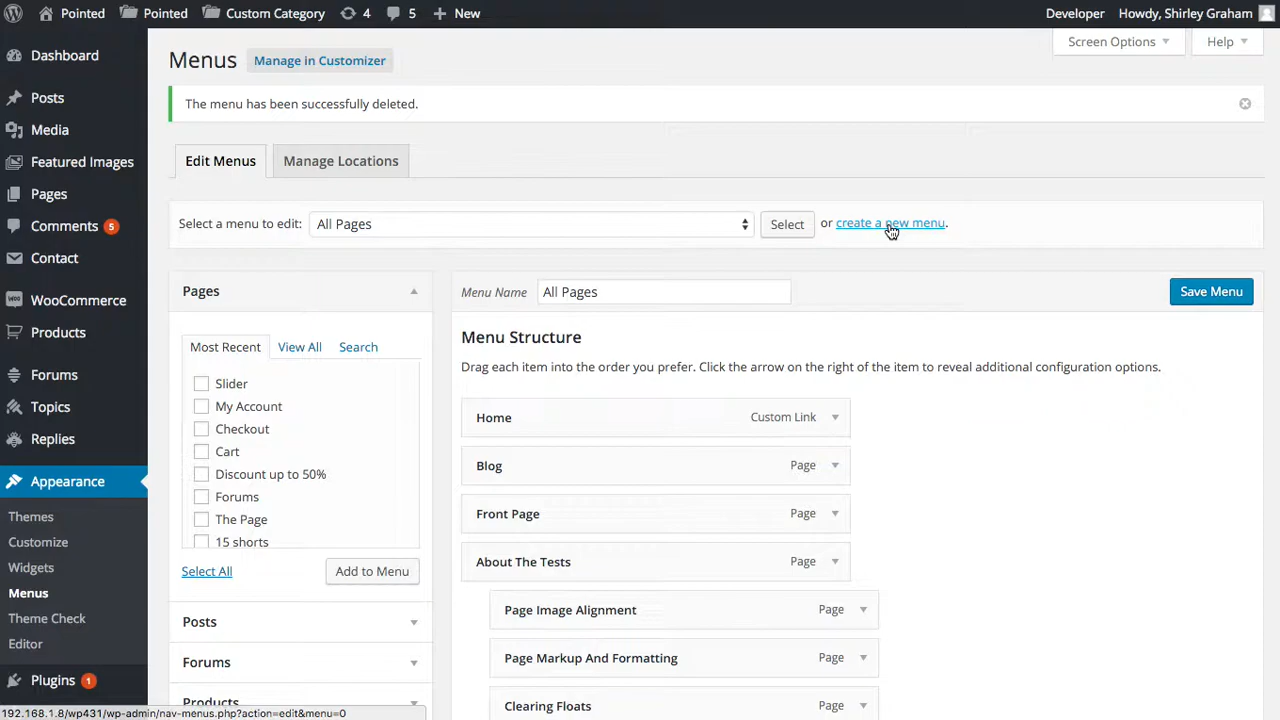 Pointed Pointed Custom Category 4 5 New Developer Howdy, Shirley Graham
Dashboard
Posts
Media
Featured Images
Pages
Comments 5
Contact
WooCommerce
Products
Forums
Topics
Replies
Appearance
Themes
Customize
Widgets
Menus
Theme Check
Editor
Plugins 1
Screen Options Help
Menus Manage in Customizer
The menu has been successfully deleted.
Edit Menus Manage Locations
Select a menu to edit: All Pages Select or create a new menu.
Pages
Most Recent View All Search
Slider
My Account
Checkout
Cart
Discount up to 50%
Forums
The Page
15 shorts
Select All Add to Menu
Posts
Forums
Products
Menu Name All Pages Save Menu
Menu Structure
Drag each item into the order you prefer. Click the arrow on the right of the item to reveal additional configuration options.
Home Custom Link
Blog Page
Front Page Page
About The Tests Page
Page Image Alignment Page
Page Markup And Formatting Page
Clearing Floats Page
192.168.1.8/wp431/wp-admin/nav-menus.php?action=edit&menu=0